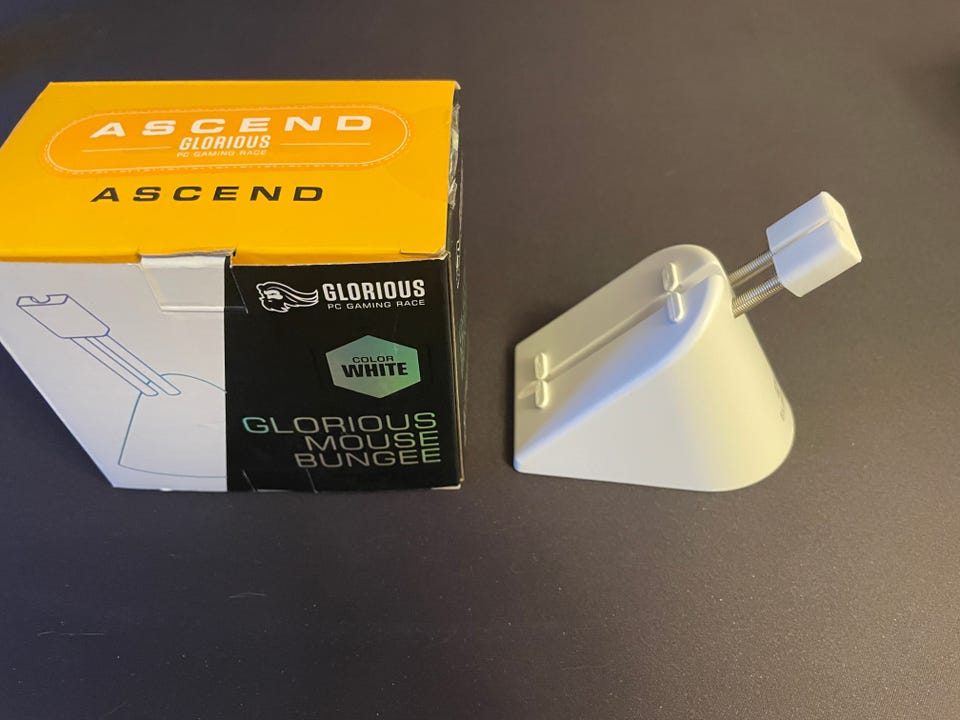 ASCEND
GLORIOUS
PC GAMING RACE
ASCEND
GLORIOUS
PC GAMING RACE
COLOR
WHITE
GLORIOUS
MOUSE
BUNGEE